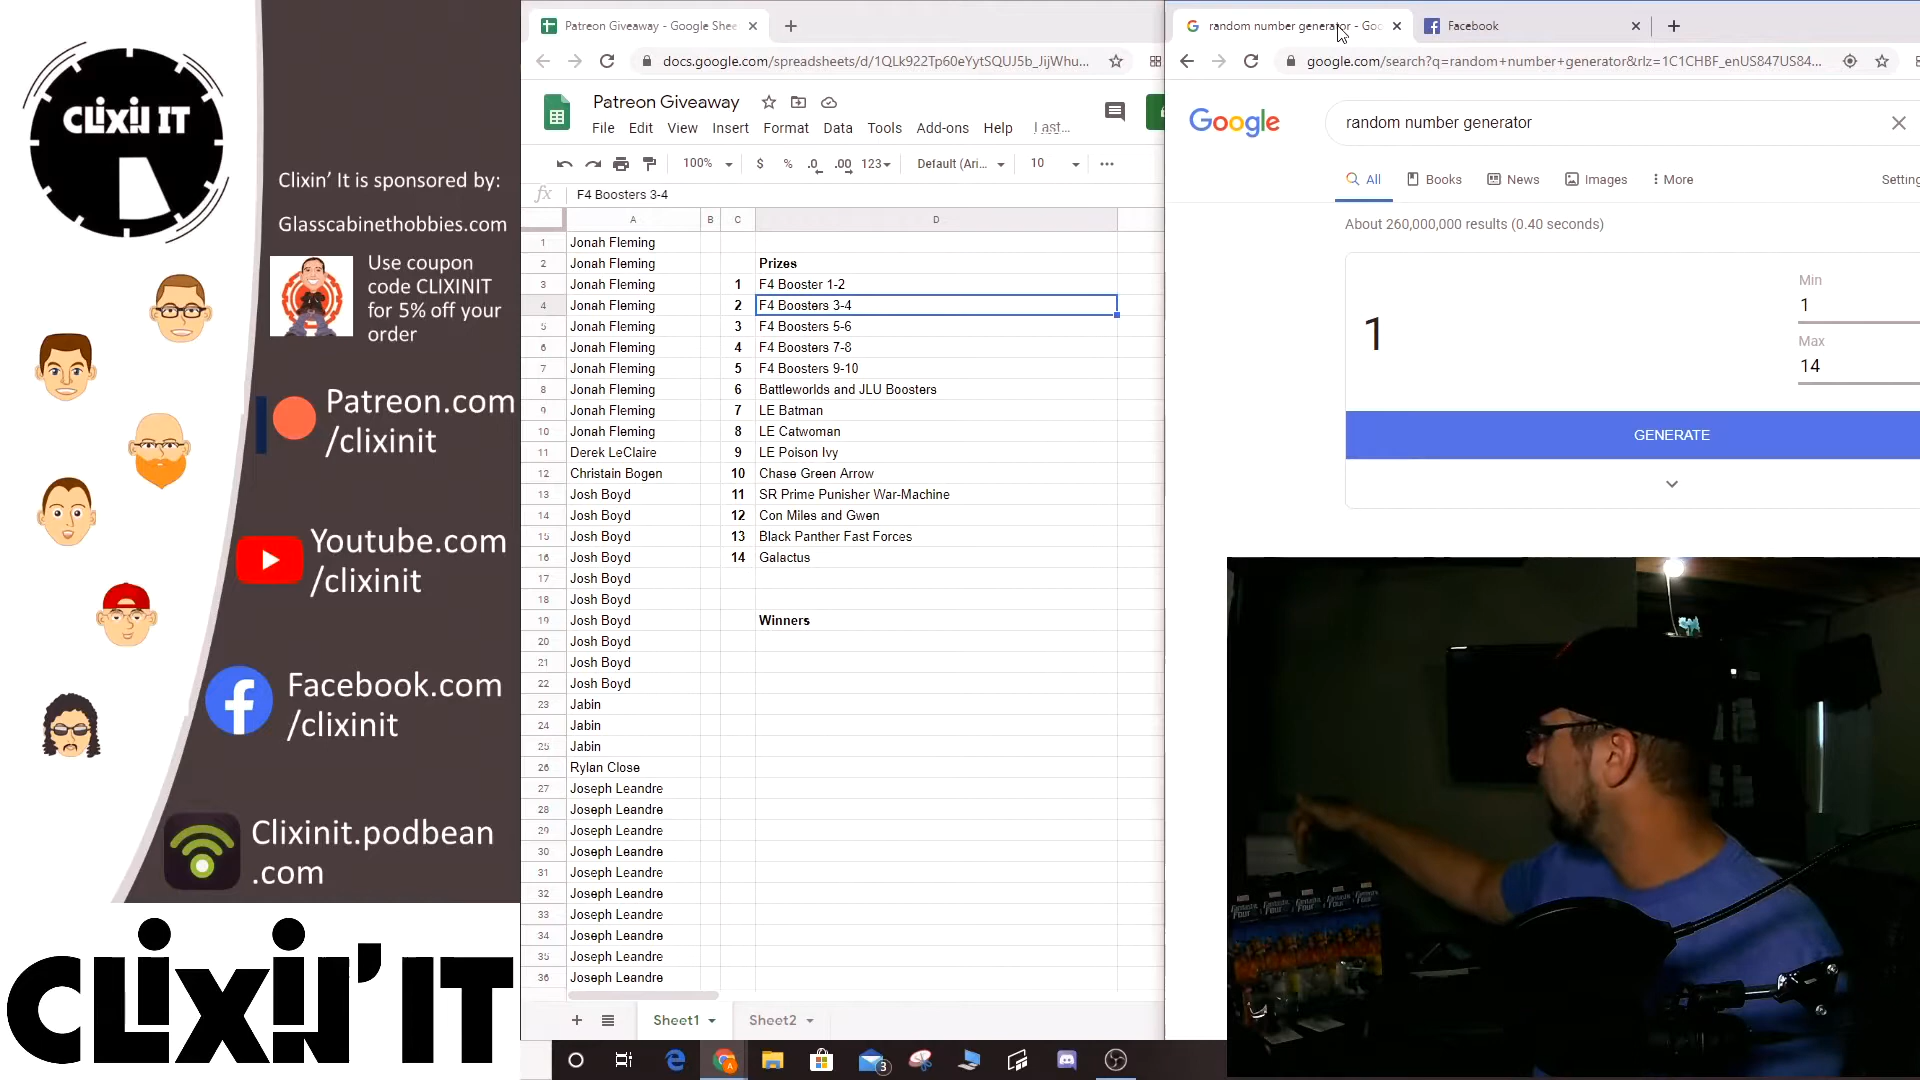 CLIXIN IT
Clixin' It is sponsored by:
Glasscabinethobbies.com
Use coupon
code CLIXINIT
for 5% off your
order
Patreon.com
/clixinit
Youtube.com
/clixinit
Facebook.com
/clixinit
Clixinit.podbean
.com
CLIXIN' IT
Patreon Giveaway - Google Shee
docs.google.com/spreadsheets/d/1QLk922Tp60eYytSQUJ5b_JijWhu...
Patreon Giveaway
File Edit View Insert Format Data Tools Add-ons Help Last...
100% $ % .0 .00 123 Default (Ari... 10
fx F4 Boosters 3-4
A B C D
1 Jonah Fleming
2 Jonah Fleming Prizes
3 Jonah Fleming 1 F4 Booster 1-2
4 Jonah Fleming 2 F4 Boosters 3-4
5 Jonah Fleming 3 F4 Boosters 5-6
6 Jonah Fleming 4 F4 Boosters 7-8
7 Jonah Fleming 5 F4 Boosters 9-10
8 Jonah Fleming 6 Battleworlds and JLU Boosters
9 Jonah Fleming 7 LE Batman
10 Jonah Fleming 8 LE Catwoman
11 Derek LeClaire 9 LE Poison Ivy
12 Christain Bogen 10 Chase Green Arrow
13 Josh Boyd 11 SR Prime Punisher War-Machine
14 Josh Boyd 12 Con Miles and Gwen
15 Josh Boyd 13 Black Panther Fast Forces
16 Josh Boyd 14 Galactus
17 Josh Boyd
18 Josh Boyd
19 Josh Boyd Winners
20 Josh Boyd
21 Josh Boyd
22 Josh Boyd
23 Jabin
24 Jabin
25 Jabin
26 Rylan Close
27 Joseph Leandre
28 Joseph Leandre
29 Joseph Leandre
30 Joseph Leandre
31 Joseph Leandre
32 Joseph Leandre
33 Joseph Leandre
34 Joseph Leandre
35 Joseph Leandre
36 Joseph Leandre
Sheet1 Sheet2
3
random number generator - Goo Facebook
google.com/search?q=random+number+generator&rlz=1C1CHBF_enUS847US84...
Google random number generator
All Books News Images More Setting
About 260,000,000 results (0.40 seconds)
Min
1
1
Max
14
GENERATE